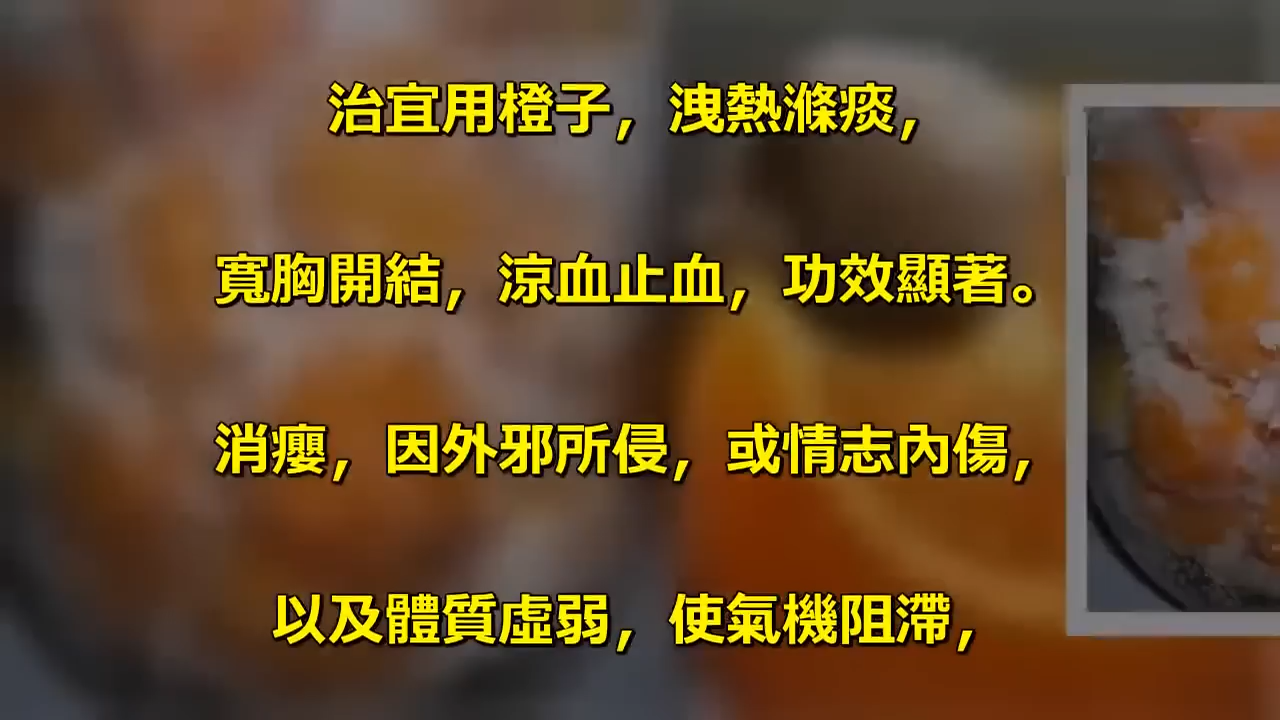 治宜用橙子，洩熱滌痰，
寬胸開結，涼血止血，功效顯著。
消癭，因外邪所侵，或情志內傷，
以及體質虛弱，使氣機阻滯，